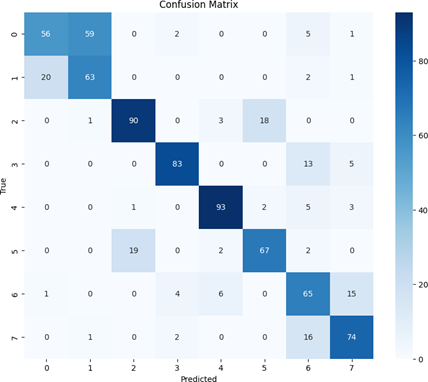 Confusion Matrix
0 56 59 0 2 0 0 5 1
1 20 63 0 0 0 0 2 1
2 0 1 90 0 3 18 0 0
3 0 0 0 83 0 0 13 5
4 0 0 1 0 93 2 5 3
5 0 0 19 0 2 67 2 0
6 1 0 0 4 6 0 65 15
7 0 1 0 2 0 0 16 74
0 1 2 3 4 5 6 7
True
Predicted
80
60
40
20
0